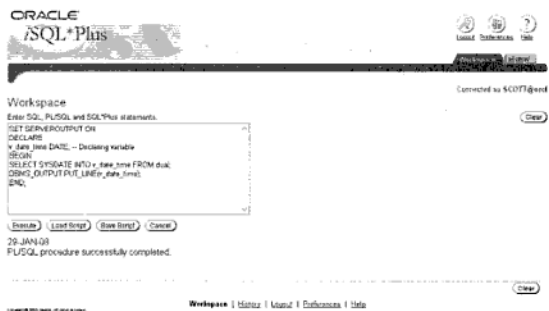 ORACLE
iSQL*Plus
Logout Preferences Help
Workspace History
Connected as SCOTT@orcl
Workspace
Enter SQL, PL/SQL and SQL*Plus statements.
Clear
SET SERVEROUTPUT ON
DECLARE
v_date_time DATE; -- Declaring variable
BEGIN
SELECT SYSDATE INTO v_date_time FROM dual;
DBMS_OUTPUT.PUT_LINE(v_date_time);
END;
Execute Load Script Save Script Cancel
29-JAN-08
PL/SQL procedure successfully completed.
Clear
Workspace | History | Logout | Preferences | Help